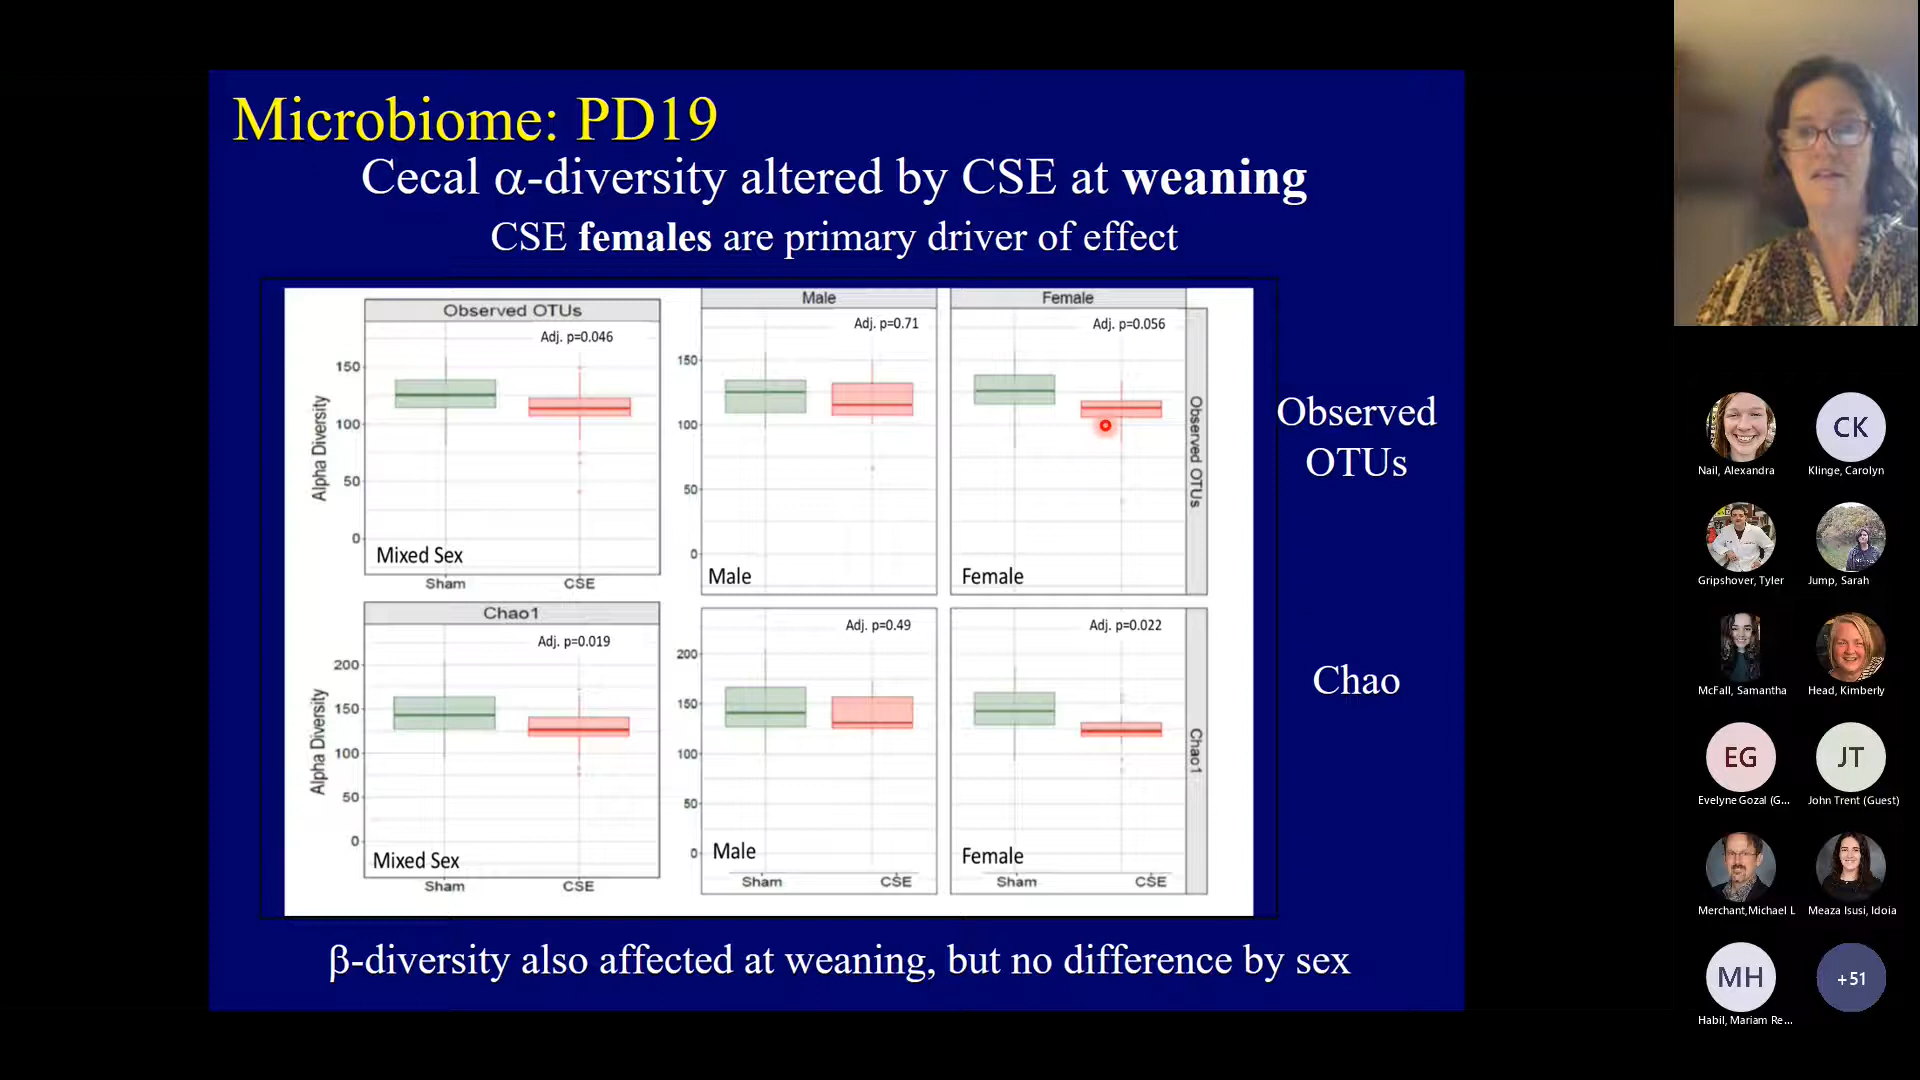 Microbiome: PD19
Cecal α-diversity altered by CSE at weaning
CSE females are primary driver of effect
Observed OTUs
Adj. p=0.046
Alpha Diversity
150
100
50
0
Mixed Sex
Sham
CSE
Male
Adj. p=0.71
150
100
50
0
Male
Female
Adj. p=0.056
Female
Observed OTUs
Observed
OTUs
Chao1
Adj. p=0.019
Alpha Diversity
200
150
100
50
0
Mixed Sex
Sham
CSE
Adj. p=0.49
200
150
100
50
0
Male
Sham
CSE
Adj. p=0.022
Female
Sham
CSE
Chao1
Chao
β-diversity also affected at weaning, but no difference by sex
Nail, Alexandra
CK
Klinge, Carolyn
Gripshover, Tyler
Jump, Sarah
McFall, Samantha
Head, Kimberly
EG
Evelyne Gozal (G...
JT
John Trent (Guest)
Merchant,Michael L
Meaza Isusi, Idoia
MH
Habil, Mariam Re...
+51